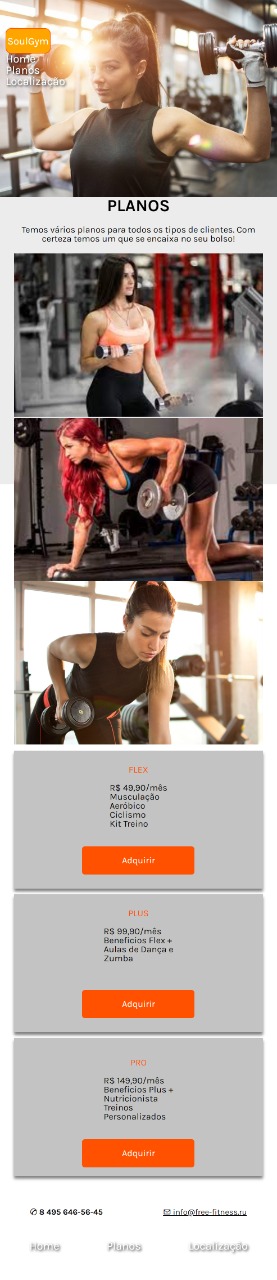 SoulGym
Home
Planos
Localização
PLANOS
Temos vários planos para todos os tipos de clientes. Com
certeza temos um que se encaixa no seu bolso!
FLEX
R$ 49,90/mês
Musculação
Aeróbico
Ciclismo
Kit Treino
Adquirir
PLUS
R$ 99,90/mês
Benefícios Flex +
Aulas de Dança e
Zumba
Adquirir
PRO
R$ 149,90/mês
Benefícios Plus +
Nutricionista
Treinos
Personalizados
Adquirir
✆ 8 495 646-56-45 🖂 info@free-fitness.ru
Home Planos Localização